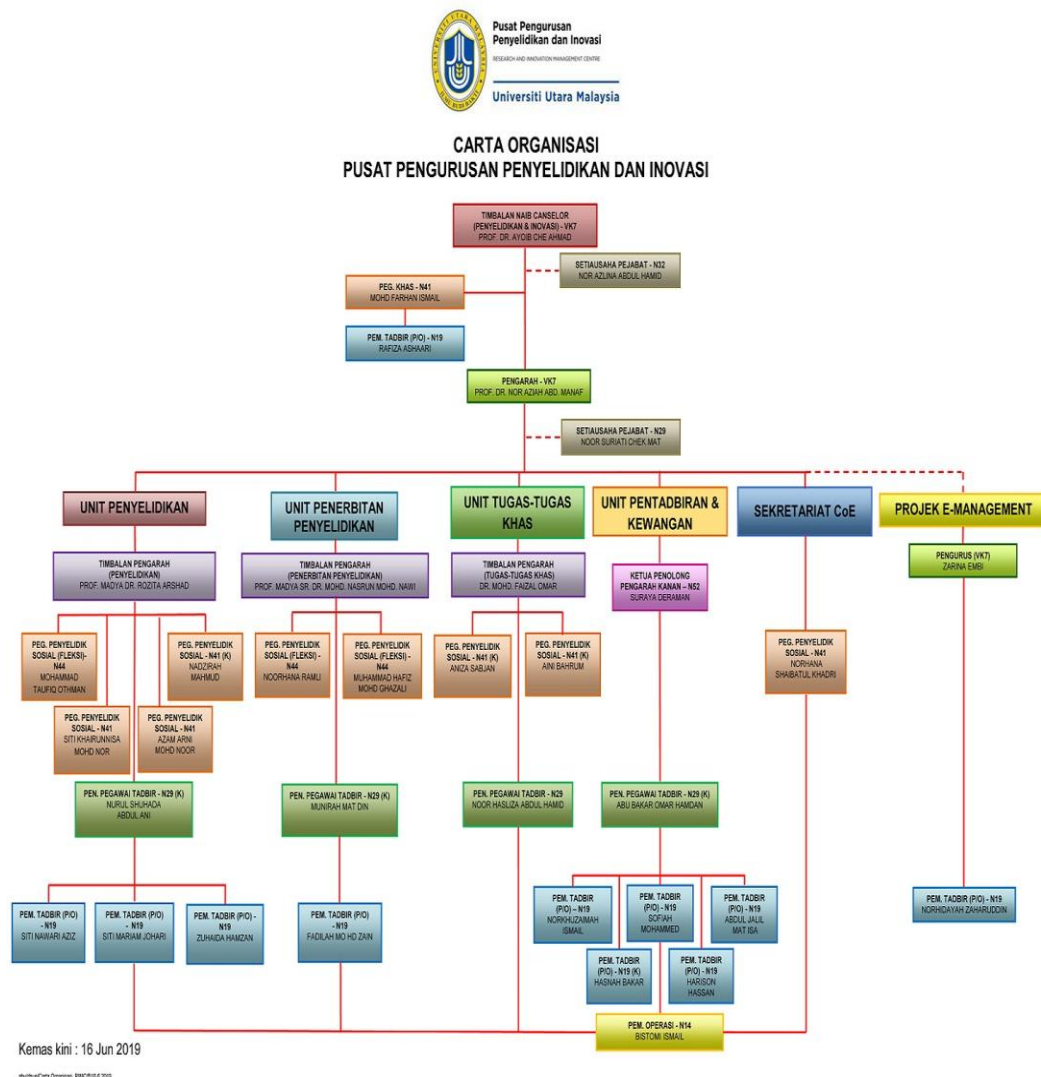 UNIVERSITI UTARA MALAYSIA
ILMU BUDI BAKTI
Pusat Pengurusan
Penyelidikan dan Inovasi
RESEARCH AND INNOVATION MANAGEMENT CENTRE
Universiti Utara Malaysia
CARTA ORGANISASI
PUSAT PENGURUSAN PENYELIDIKAN DAN INOVASI
TIMBALAN NAIB CANSELOR
(PENYELIDIKAN & INOVASI) - VK7
PROF. DR. AYOIB CHE AHMAD
SETIAUSAHA PEJABAT - N32
NOR AZLINA ABDUL HAMID
PEG. KHAS - N41
MOHD FARHAN ISMAIL
PEM. TADBIR (P/O) - N19
RAFIZA ASHAARI
PENGARAH - VK7
PROF. DR. NOR AZIAH ABD. MANAF
SETIAUSAHA PEJABAT - N29
NOOR SURIATI CHEK MAT
UNIT PENYELIDIKAN
UNIT PENERBITAN
PENYELIDIKAN
UNIT TUGAS-TUGAS
KHAS
UNIT PENTADBIRAN &
KEWANGAN
SEKRETARIAT CoE
PROJEK E-MANAGEMENT
TIMBALAN PENGARAH
(PENYELIDIKAN)
PROF. MADYA DR. ROZITA ARSHAD
TIMBALAN PENGARAH
(PENERBITAN PENYELIDIKAN)
PROF. MADYA SR. DR. MOHD. NASRUN MOHD. NAWI
TIMBALAN PENGARAH
(TUGAS-TUGAS KHAS)
DR. MOHD. FAIZAL OMAR
KETUA PENOLONG
PENGARAH KANAN – N52
SURAYA DERAMAN
PENGURUS (VK7)
ZARINA EMBI
PEG. PENYELIDIK
SOSIAL (FLEKSI)-
N44
MOHAMMAD
TAUFIQ OTHMAN
PEG. PENYELIDIK
SOSIAL - N41 (K)
NADZIRAH
MAHMUD
PEG. PENYELIDIK
SOSIAL (FLEKSI) -
N44
NOORHANA RAMLI
PEG. PENYELIDIK
SOSIAL (FLEKSI) -
N44
MUHAMMAD HAFIZ
MOHD GHAZALI
PEG. PENYELIDIK
SOSIAL - N41 (K)
ANIZA SABJAN
PEG. PENYELIDIK
SOSIAL - N41 (K)
AINI BAHRUM
PEG. PENYELIDIK
SOSIAL - N41
NORHANA
SHAIBATUL KHADRI
PEG. PENYELIDIK
SOSIAL - N41
SITI KHAIRUNNISA
MOHD NOR
PEG. PENYELIDIK
SOSIAL - N41
AZAM ARNI
MOHD NOOR
PEN. PEGAWAI TADBIR - N29 (K)
NURUL SHUHADA
ABDUL ANI
PEN. PEGAWAI TADBIR - N29 (K)
MUNIRAH MAT DIN
PEN. PEGAWAI TADBIR - N29
NOOR HASLIZA ABDUL HAMID
PEN. PEGAWAI TADBIR - N29 (K)
ABU BAKAR OMAR HAMDAN
PEM. TADBIR (P/O)
- N19
SITI NAWARI AZIZ
PEM. TADBIR (P/O) -
N19
SITI MARIAM JOHARI
PEM. TADBIR (P/O) -
N19
ZUHAIDA HAMZAN
PEM. TADBIR (P/O) -
N19
FADILAH MO HD ZAIN
PEM. TADBIR
(P/O) – N19
NORKHUZAIMAH
ISMAIL
PEM. TADBIR
(P/O) - N19
SOFIAH
MOHAMMED
PEM. TADBIR
(P/O) - N19
ABDUL JALIL
MAT ISA
PEM. TADBIR (P/O) - N19
NORHIDAYAH ZAHARUDDIN
PEM. TADBIR
(P/O) - N19 (K)
HASNAH BAKAR
PEM. TADBIR
(P/O) - N19
HARISON
HASSAN
PEM. OPERASI - N14
BISTOMI ISMAIL
Kemas kini : 16 Jun 2019